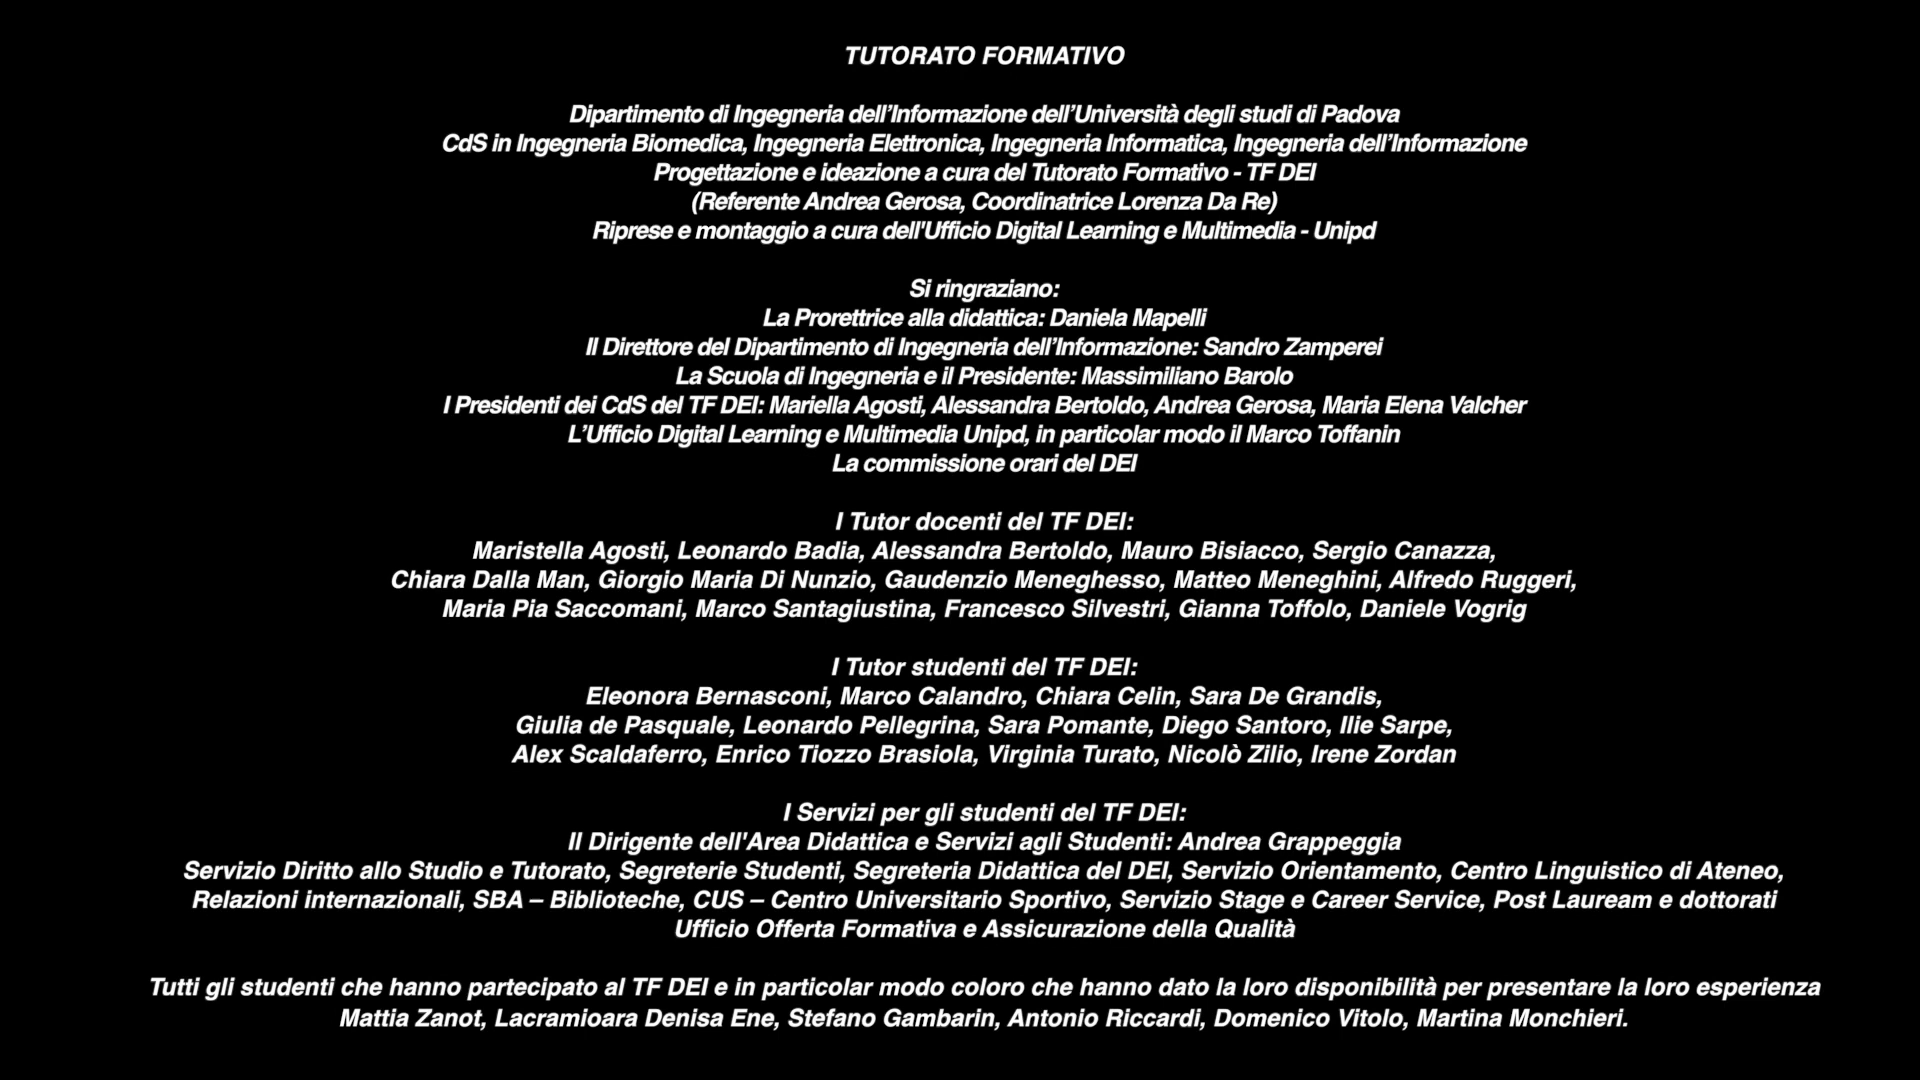 TUTORATO FORMATIVO
Dipartimento di Ingegneria dell’Informazione dell’Università degli studi di Padova
CdS in Ingegneria Biomedica, Ingegneria Elettronica, Ingegneria Informatica, Ingegneria dell’Informazione
Progettazione e ideazione a cura del Tutorato Formativo - TF DEI
(Referente Andrea Gerosa, Coordinatrice Lorenza Da Re)
Riprese e montaggio a cura dell'Ufficio Digital Learning e Multimedia - Unipd
Si ringraziano:
La Prorettrice alla didattica: Daniela Mapelli
Il Direttore del Dipartimento di Ingegneria dell’Informazione: Sandro Zamperei
La Scuola di Ingegneria e il Presidente: Massimiliano Barolo
I Presidenti dei CdS del TF DEI: Mariella Agosti, Alessandra Bertoldo, Andrea Gerosa, Maria Elena Valcher
L’Ufficio Digital Learning e Multimedia Unipd, in particolar modo il Marco Toffanin
La commissione orari del DEI
I Tutor docenti del TF DEI:
Maristella Agosti, Leonardo Badia, Alessandra Bertoldo, Mauro Bisiacco, Sergio Canazza,
Chiara Dalla Man, Giorgio Maria Di Nunzio, Gaudenzio Meneghesso, Matteo Meneghini, Alfredo Ruggeri,
Maria Pia Saccomani, Marco Santagiustina, Francesco Silvestri, Gianna Toffolo, Daniele Vogrig
I Tutor studenti del TF DEI:
Eleonora Bernasconi, Marco Calandro, Chiara Celin, Sara De Grandis,
Giulia de Pasquale, Leonardo Pellegrina, Sara Pomante, Diego Santoro, Ilie Sarpe,
Alex Scaldaferro, Enrico Tiozzo Brasiola, Virginia Turato, Nicolò Zilio, Irene Zordan
I Servizi per gli studenti del TF DEI:
Il Dirigente dell'Area Didattica e Servizi agli Studenti: Andrea Grappeggia
Servizio Diritto allo Studio e Tutorato, Segreterie Studenti, Segreteria Didattica del DEI, Servizio Orientamento, Centro Linguistico di Ateneo,
Relazioni internazionali, SBA – Biblioteche, CUS – Centro Universitario Sportivo, Servizio Stage e Career Service, Post Lauream e dottorati
Ufficio Offerta Formativa e Assicurazione della Qualità
Tutti gli studenti che hanno partecipato al TF DEI e in particolar modo coloro che hanno dato la loro disponibilità per presentare la loro esperienza
Mattia Zanot, Lacramioara Denisa Ene, Stefano Gambarin, Antonio Riccardi, Domenico Vitolo, Martina Monchieri.